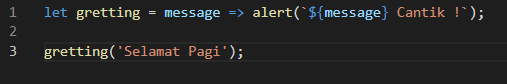 1 let gretting = message => alert(`${message} Cantik !`);
2
3 gretting('Selamat Pagi');